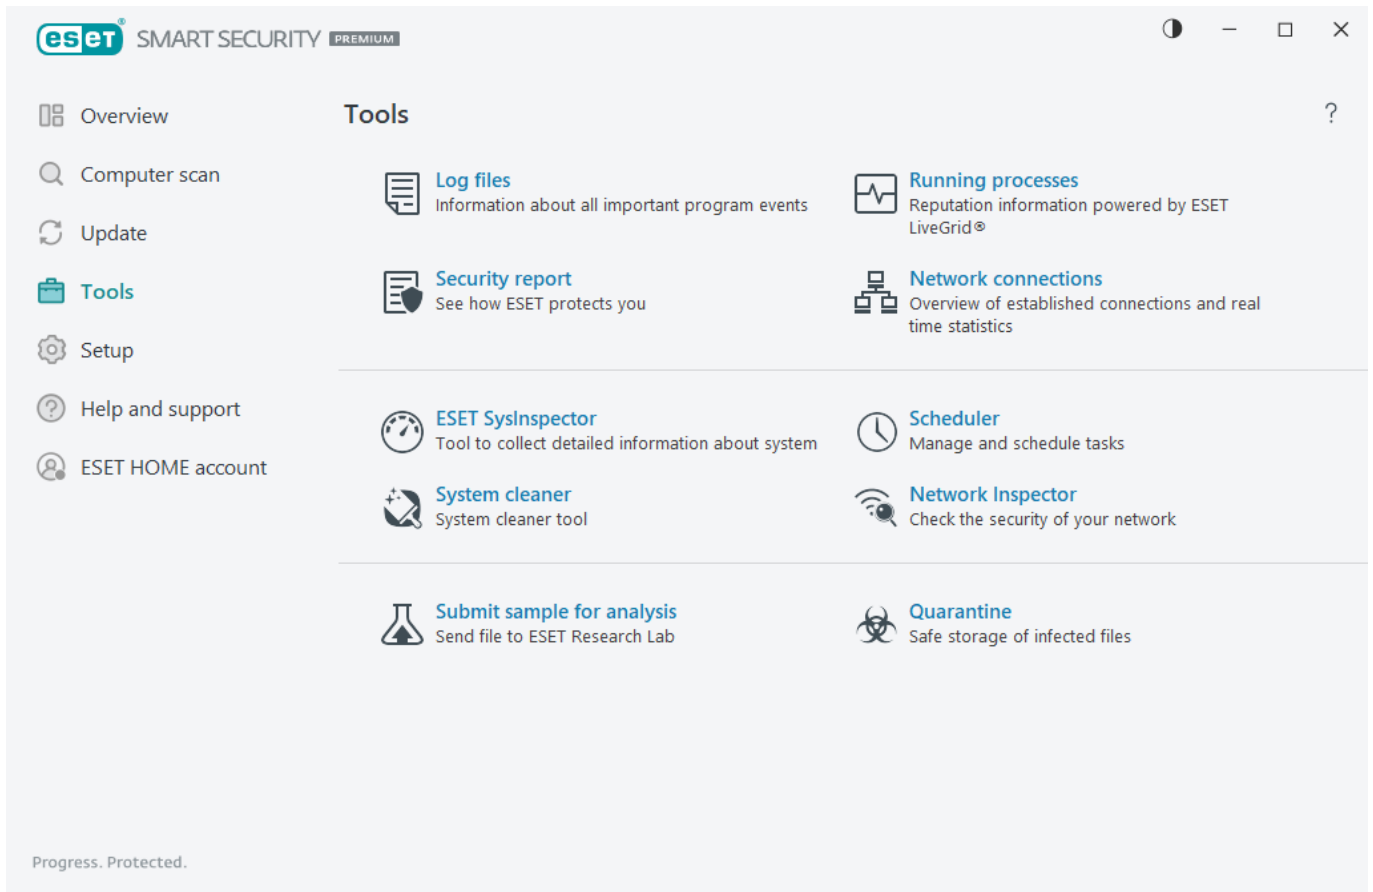 eset® SMART SECURITY PREMIUM
Overview
Computer scan
Update
Tools
Setup
Help and support
ESET HOME account
Tools
?
Log files
Information about all important program events
Running processes
Reputation information powered by ESET
LiveGrid®
Security report
See how ESET protects you
Network connections
Overview of established connections and real
time statistics
ESET SysInspector
Tool to collect detailed information about system
Scheduler
Manage and schedule tasks
System cleaner
System cleaner tool
Network Inspector
Check the security of your network
Submit sample for analysis
Send file to ESET Research Lab
Quarantine
Safe storage of infected files
Progress. Protected.